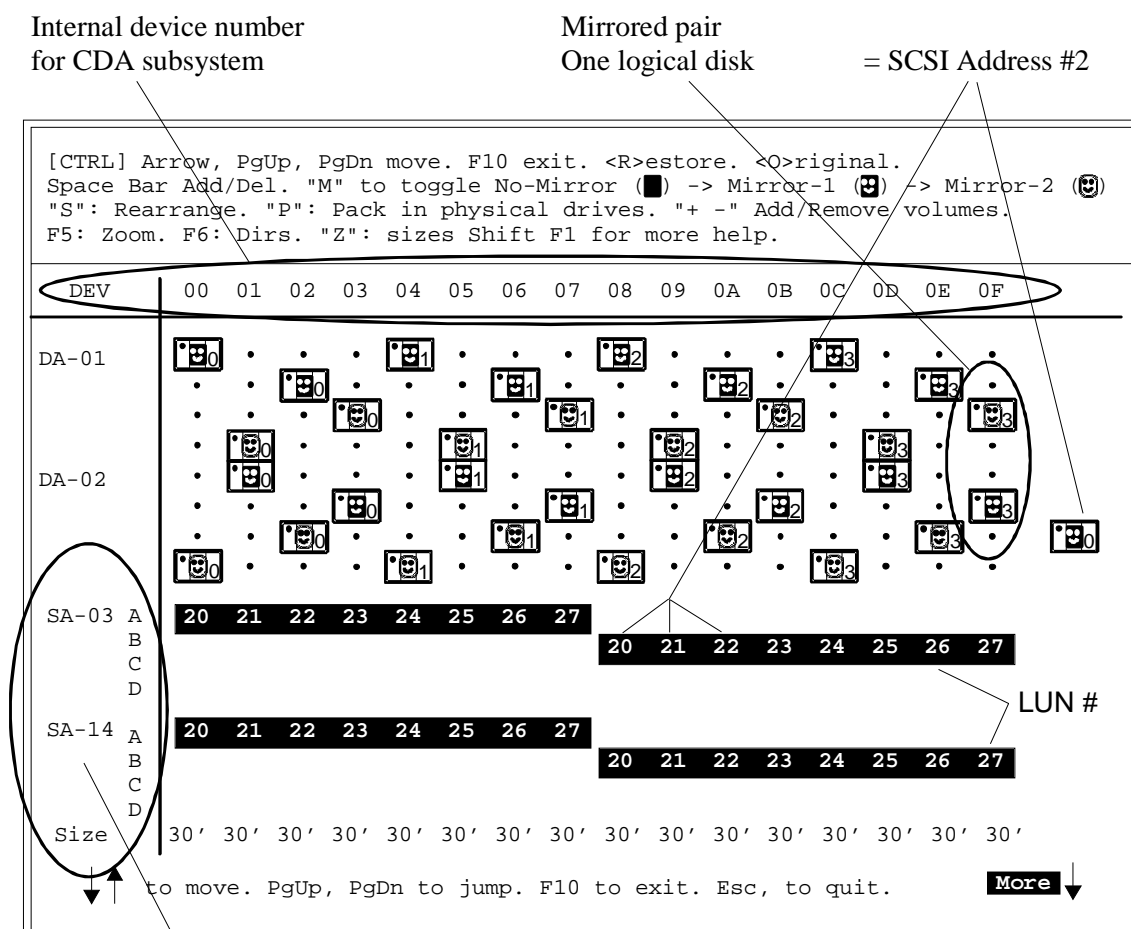 Internal device number
for CDA subsystem
Mirrored pair
One logical disk
= SCSI Address #2
[CTRL] Arrow, PgUp, PgDn move. F10 exit. <R>estore. <O>riginal.
Space Bar Add/Del. "M" to toggle No-Mirror ( ) -> Mirror-1 ( ) -> Mirror-2 ( )
"S": Rearrange. "P": Pack in physical drives. "+ -" Add/Remove volumes.
F5: Zoom. F6: Dirs. "Z": sizes Shift F1 for more help.
DEV 00 01 02 03 04 05 06 07 08 09 0A 0B 0C 0D 0E 0F
DA-01 0 1 2 3
0 1 2 3
0 1 2 3
0 1 2 3
DA-02 0 1 2 3
0 1 2 3
0 1 2 3 0
0 1 2 3
SA-03 A 20 21 22 23 24 25 26 27
B 20 21 22 23 24 25 26 27
C
D
LUN #
SA-14 A 20 21 22 23 24 25 26 27
B 20 21 22 23 24 25 26 27
C
D
Size 30′ 30′ 30′ 30′ 30′ 30′ 30′ 30′ 30′ 30′ 30′ 30′ 30′ 30′ 30′ 30′
to move. PgUp, PgDn to jump. F10 to exit. Esc, to quit. More